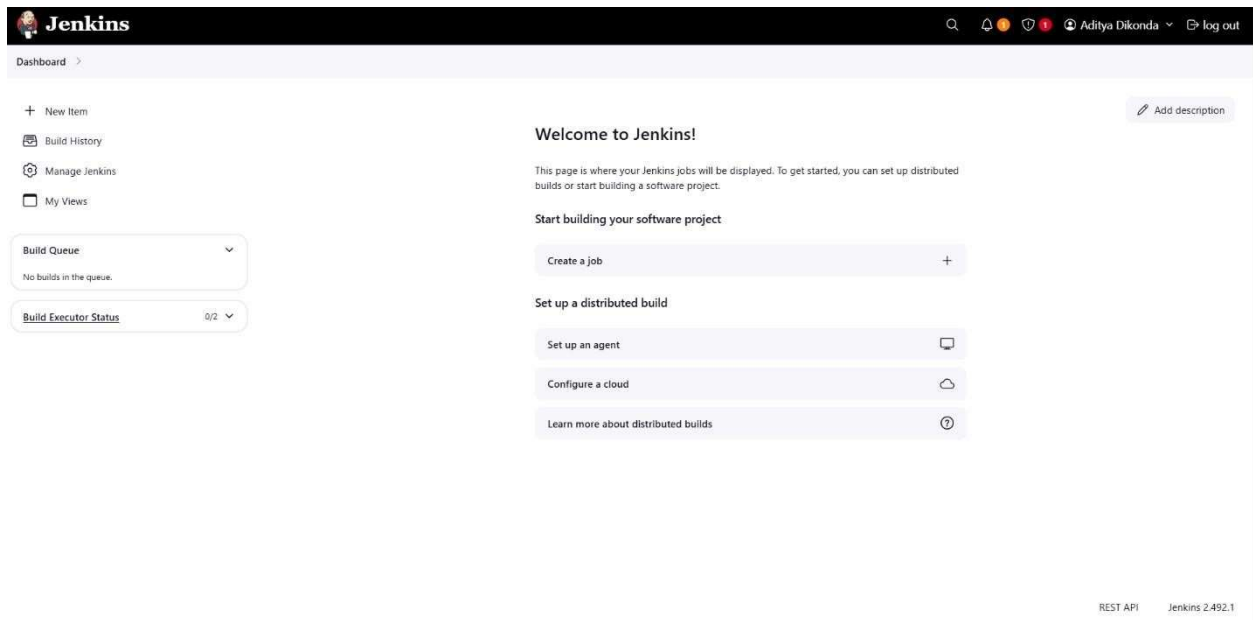 Jenkins
1
1
Aditya Dikonda
log out
Dashboard
New Item
Build History
Manage Jenkins
My Views
Build Queue
No builds in the queue.
Build Executor Status
0/2
Add description
Welcome to Jenkins!
This page is where your Jenkins jobs will be displayed. To get started, you can set up distributed
builds or start building a software project.
Start building your software project
Create a job
Set up a distributed build
Set up an agent
Configure a cloud
Learn more about distributed builds
REST API
Jenkins 2.492.1